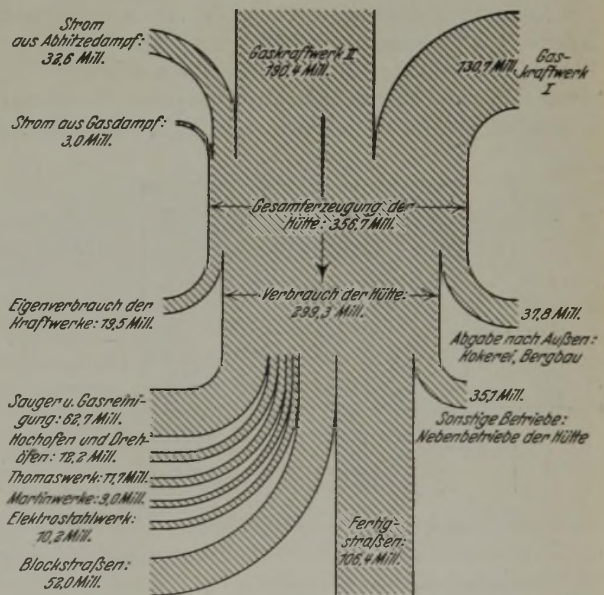 Strom
aus Abhitzedampf:
32,6 Mill.
Gaskraftwerk II
190,4 Mill.
130,7 Mill.
Gas-
kraftwerk
I
Strom aus Gasdampf:
3,0 Mill.
Gesamterzeugung der
Hütte: 356,7 Mill.
Eigenverbrauch der
Kraftwerke: 19,5 Mill.
Verbrauch der Hütte:
299,3 Mill.
37,8 Mill.
Abgabe nach Außen:
Kokerei, Bergbau
35,1 Mill.
Sonstige Betriebe:
Nebenbetriebe der Hütte
Sauger u. Gasreini-
gung: 62,7 Mill.
Hochofen und Dreh-
öfen: 12,2 Mill.
Thomaswerk: 11,7 Mill.
Martinwerke: 9,0 Mill.
Elektrostahlwerk:
10,2 Mill.
Blockstraßen:
52,0 Mill.
Fertig-
straßen:
106,4 Mill.